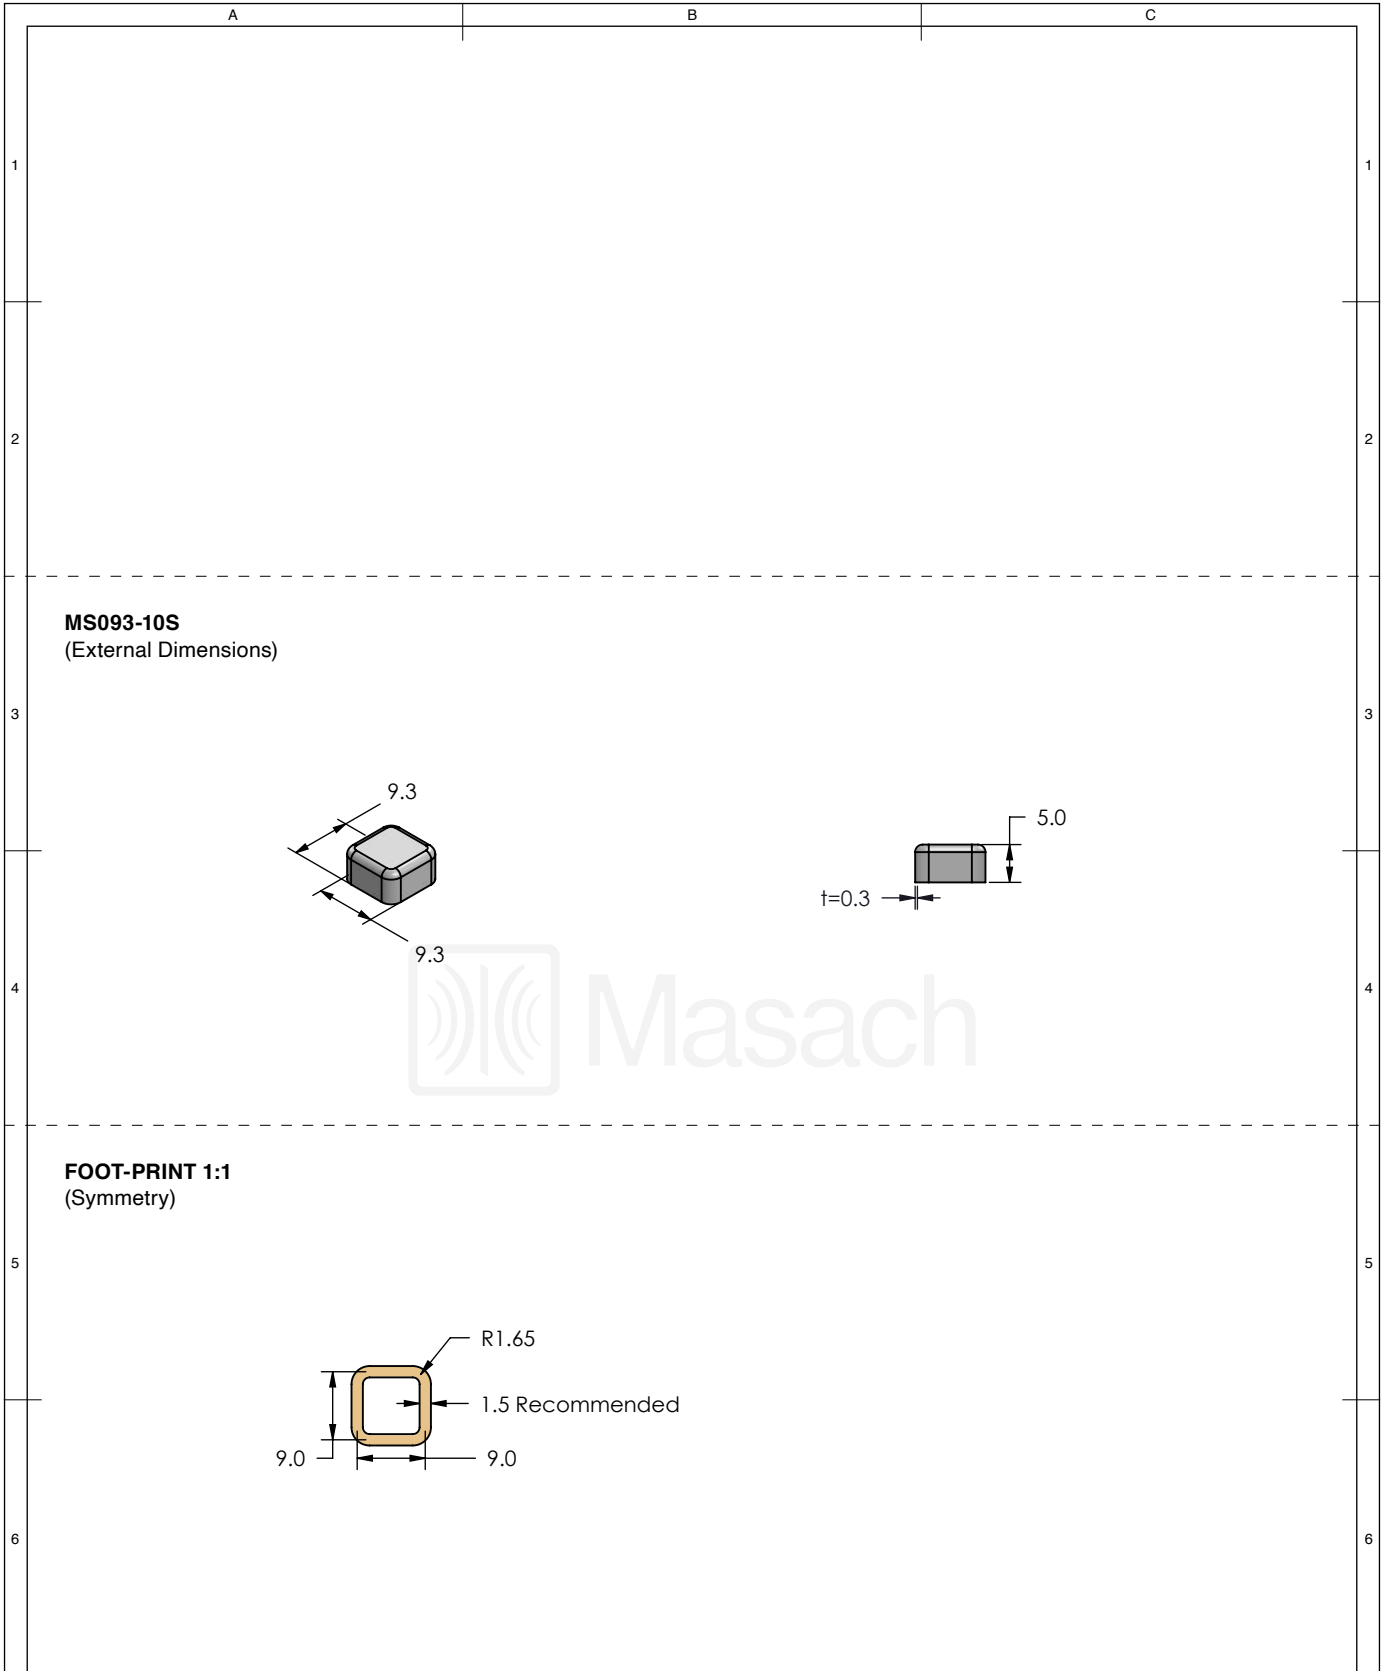 A B C
1 1
2 2
MS093-10S
(External Dimensions)
3 3
9.3
5.0
t=0.3
9.3
Masach
4 4
FOOT-PRINT 1:1
(Symmetry)
5 5
R1.65
1.5 Recommended
9.0 9.0
6 6